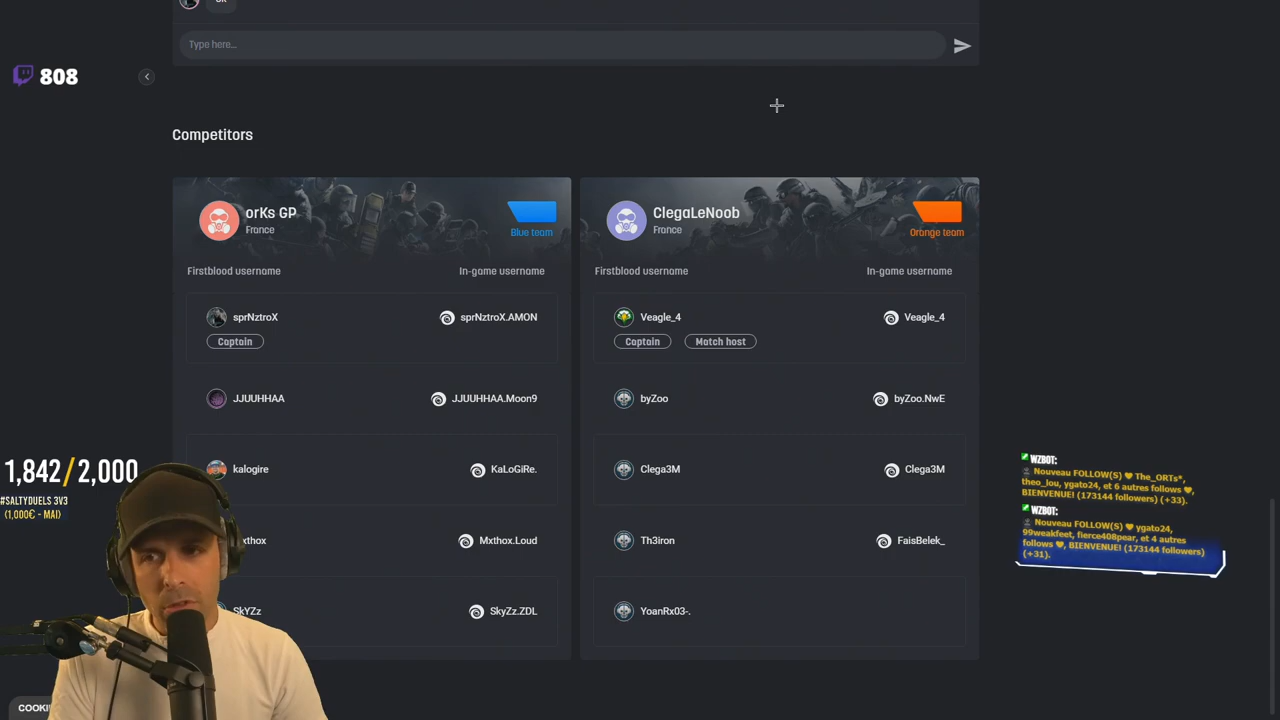 Type here...
808
Competitors
orKs GP
France
Blue team
ClegaLeNoob
France
Orange team
Firstblood username
In-game username
Firstblood username
In-game username
sprNztroX
Captain
sprNztroX.AMON
Veagle_4
Captain
Match host
Veagle_4
JJUUHHAA
JJUUHHAA.Moon9
byZoo
byZoo.NwE
kalogire
KaLoGiRe.
Clega3M
Clega3M
Mxthox.Loud
Th3iron
FaisBelek_
SkYZz
SkyZz.ZDL
YoanRx03-.
1,842/2,000
#SALTYDUELS 3V3
(1,000€ - MAI)
WZBOT:
Nouveau FOLLOW(S) ♥ The_ORTs*,
theo_lou, ygato24, et 6 autres follows ♥,
BIENVENUE! (173144 followers) (+33).
WZBOT:
Nouveau FOLLOW(S) ♥ ygato24,
99weakfeet, fierce408pear, et 4 autres
follows ♥, BIENVENUE! (173144 followers)
(+31).